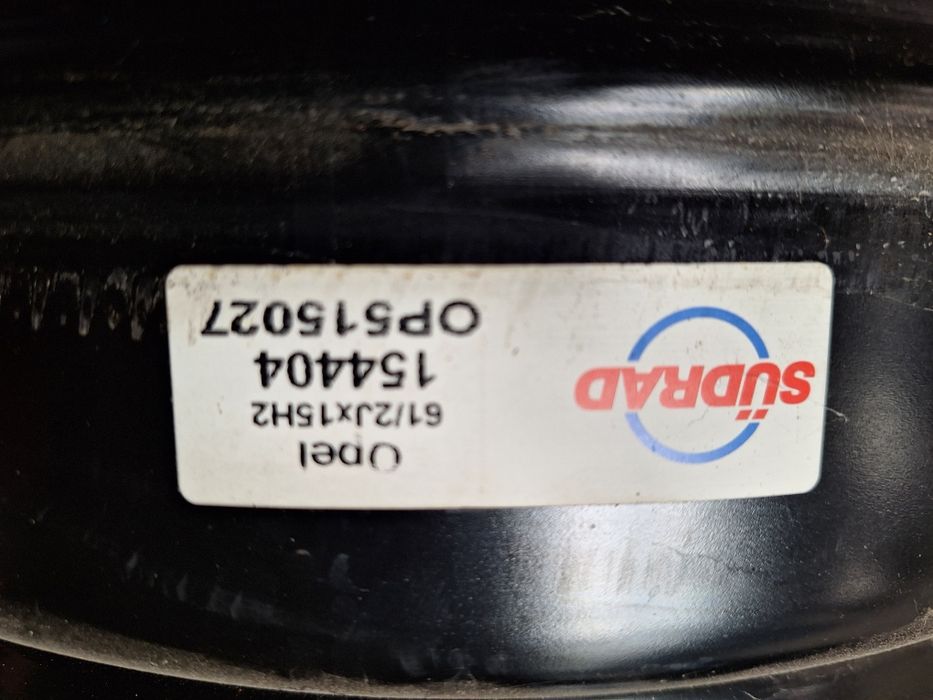 SÜDRAD
Opel
61/2Jx15H2
154404
OP515027